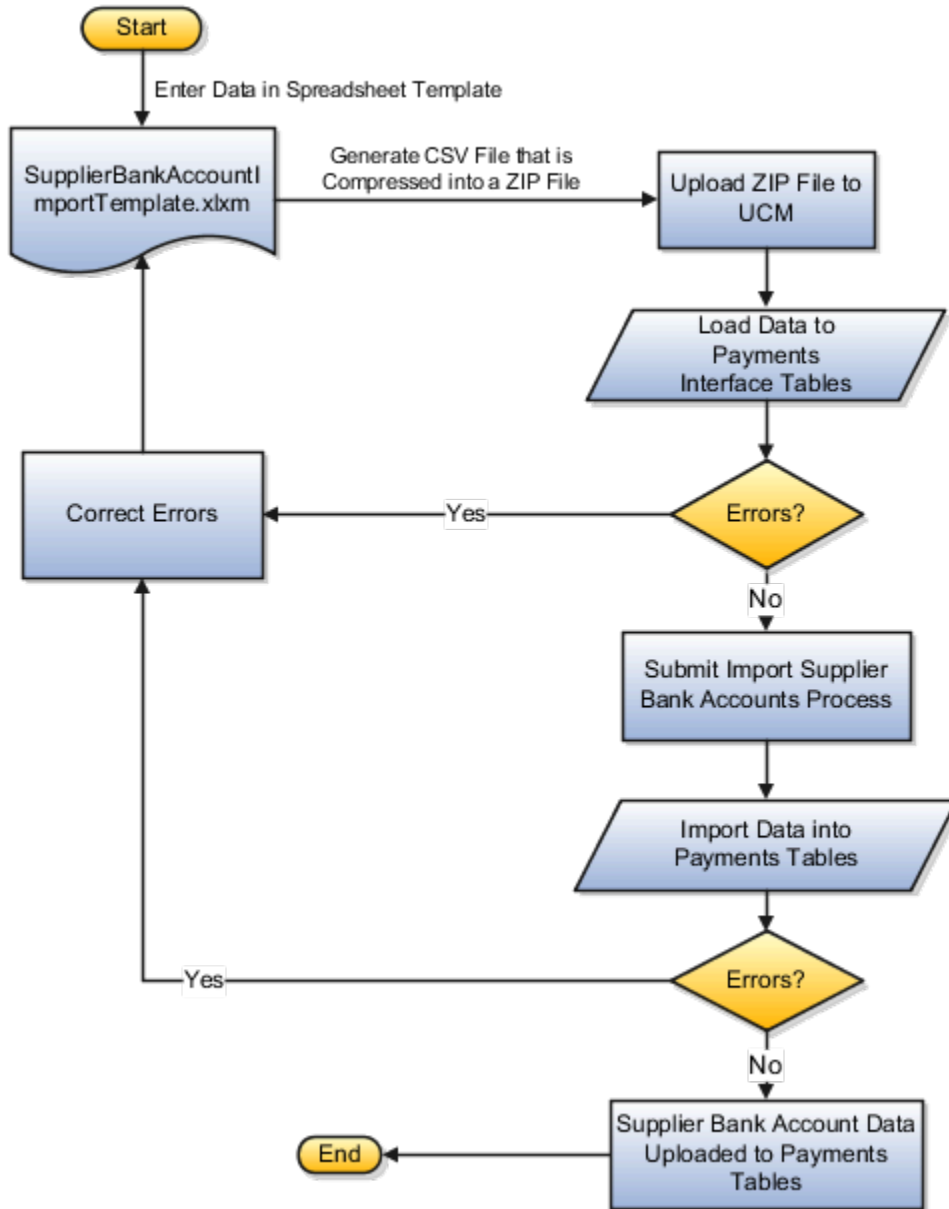 Start
Enter Data in Spreadsheet Template
SupplierBankAccountI
mportTemplate.xlxm
Generate CSV File that is
Compressed into a ZIP File
Upload ZIP File to
UCM
Load Data to
Payments
Interface Tables
Errors?
Yes
Correct Errors
No
Submit Import Supplier
Bank Accounts Process
Import Data into
Payments Tables
Errors?
Yes
No
Supplier Bank Account Data
Uploaded to Payments
Tables
End